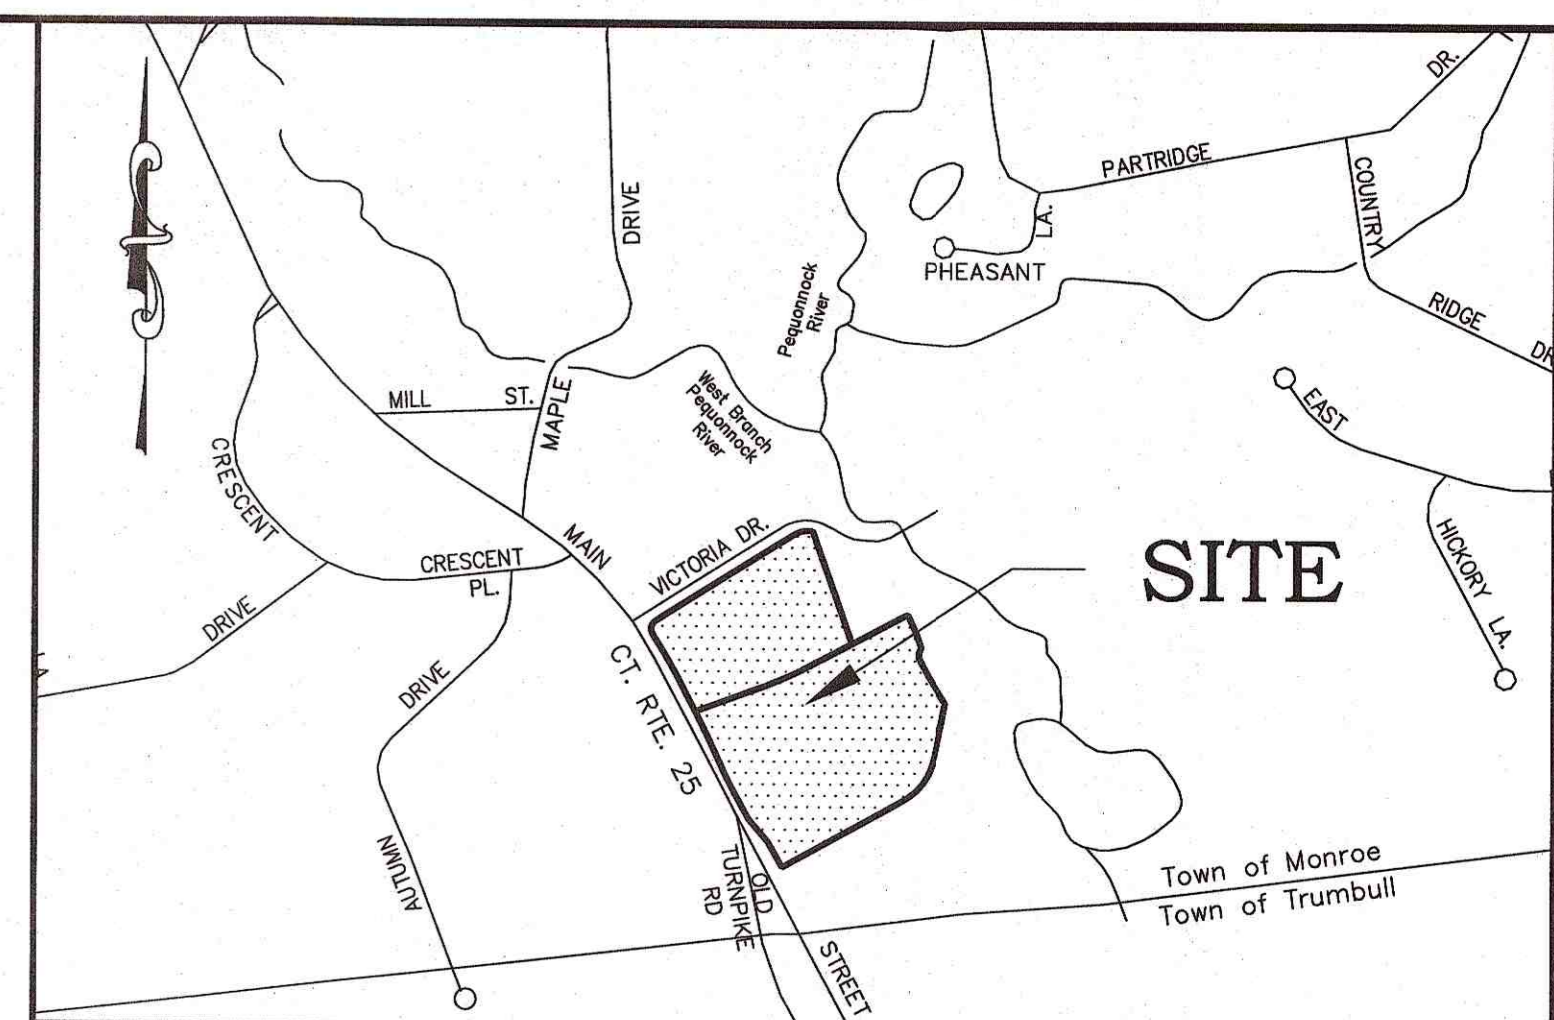 DR.
PARTRIDGE
COUNTRY
DRIVE
LA.
PHEASANT
Pequonnock
River
RIDGE
DR
MILL ST.
MAPLE
West Branch
Pequonnock
River
EAST
CRESCENT
MAIN
VICTORIA DR.
CRESCENT
PL.
SITE
HICKORY LA.
DRIVE
LA
DRIVE
CT. RTE. 25
AUTUMN
OLD
TURNPIKE
RD
Town of Monroe
Town of Trumbull
STREET